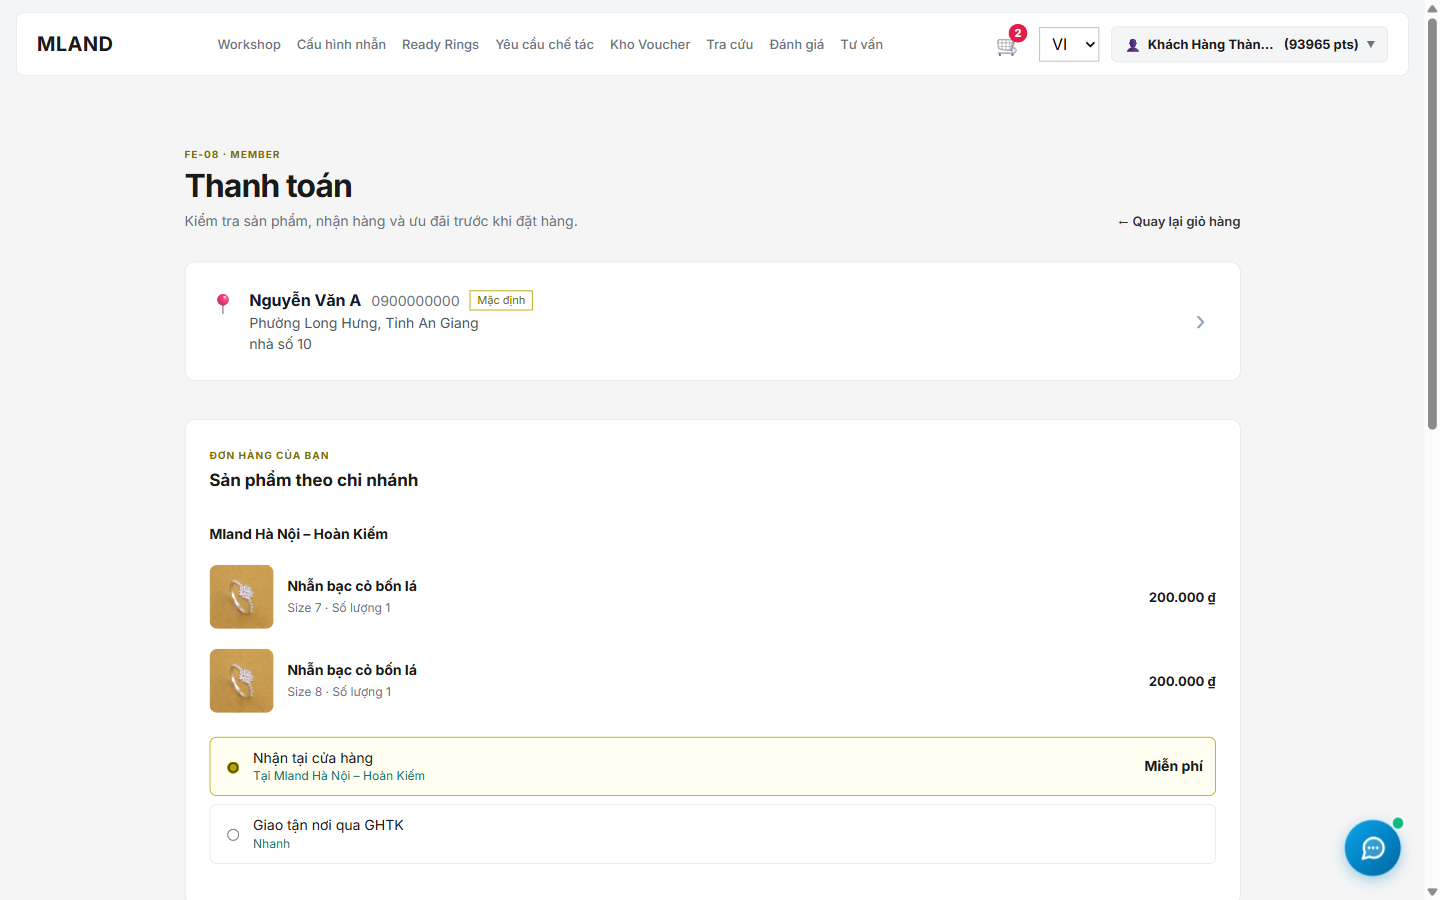 MLAND
Workshop
Cấu hình nhẫn
Ready Rings
Yêu cầu chế tác
Kho Voucher
Tra cứu
Đánh giá
Tư vấn
2
VI
Khách Hàng Thàn... (93965 pts) ▼
FE-08 · MEMBER
Thanh toán
Kiểm tra sản phẩm, nhận hàng và ưu đãi trước khi đặt hàng.
← Quay lại giỏ hàng
Nguyễn Văn A 0900000000 Mặc định
Phường Long Hưng, Tỉnh An Giang
nhà số 10
ĐƠN HÀNG CỦA BẠN
Sản phẩm theo chi nhánh
Mland Hà Nội – Hoàn Kiếm
Nhẫn bạc cỏ bốn lá
Size 7 · Số lượng 1
200.000 ₫
Nhẫn bạc cỏ bốn lá
Size 8 · Số lượng 1
200.000 ₫
Nhận tại cửa hàng
Tại Mland Hà Nội – Hoàn Kiếm
Miễn phí
Giao tận nơi qua GHTK
Nhanh